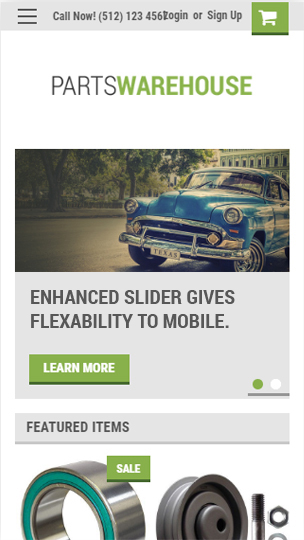 Call Now! (512) 123 4567 Login or Sign Up
PARTSWAREHOUSE
TEXAS
ENHANCED SLIDER GIVES
FLEXABILITY TO MOBILE.
LEARN MORE
FEATURED ITEMS
SALE